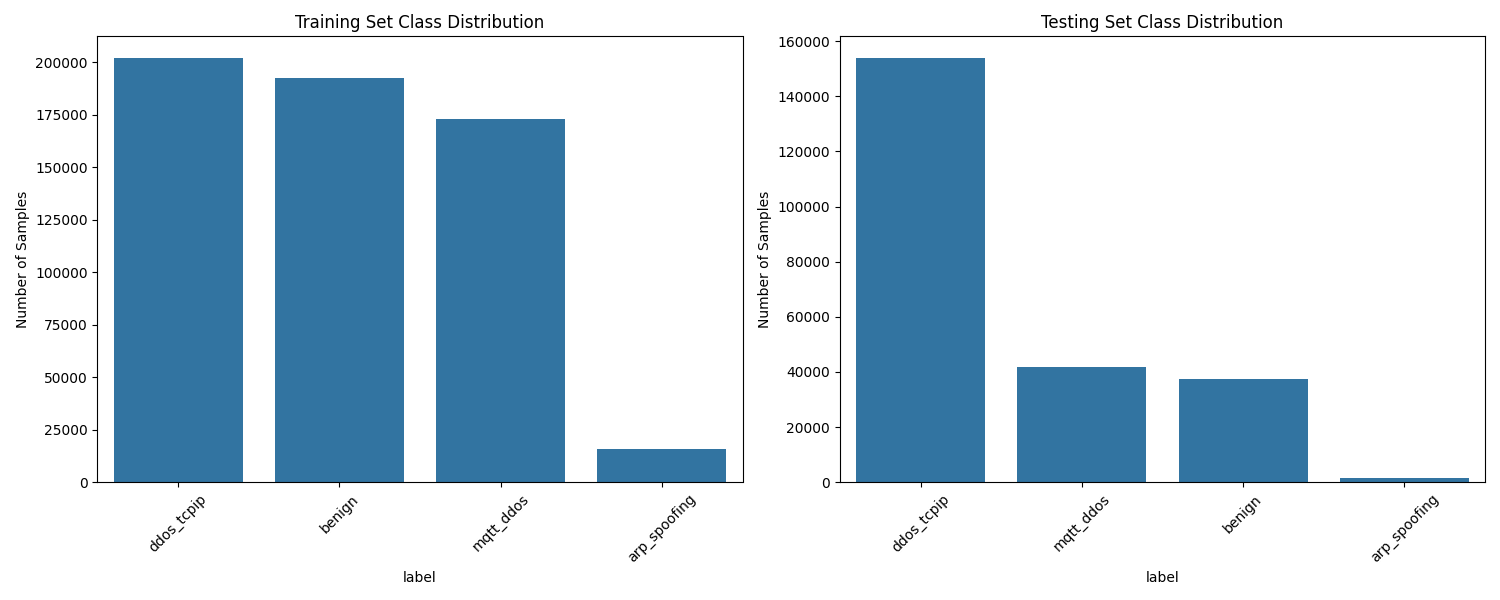 Training Set Class Distribution
Number of Samples
200000
175000
150000
125000
100000
75000
50000
25000
0
ddos_tcpip
benign
mqtt_ddos
arp_spoofing
label
Testing Set Class Distribution
Number of Samples
160000
140000
120000
100000
80000
60000
40000
20000
0
ddos_tcpip
mqtt_ddos
benign
arp_spoofing
label